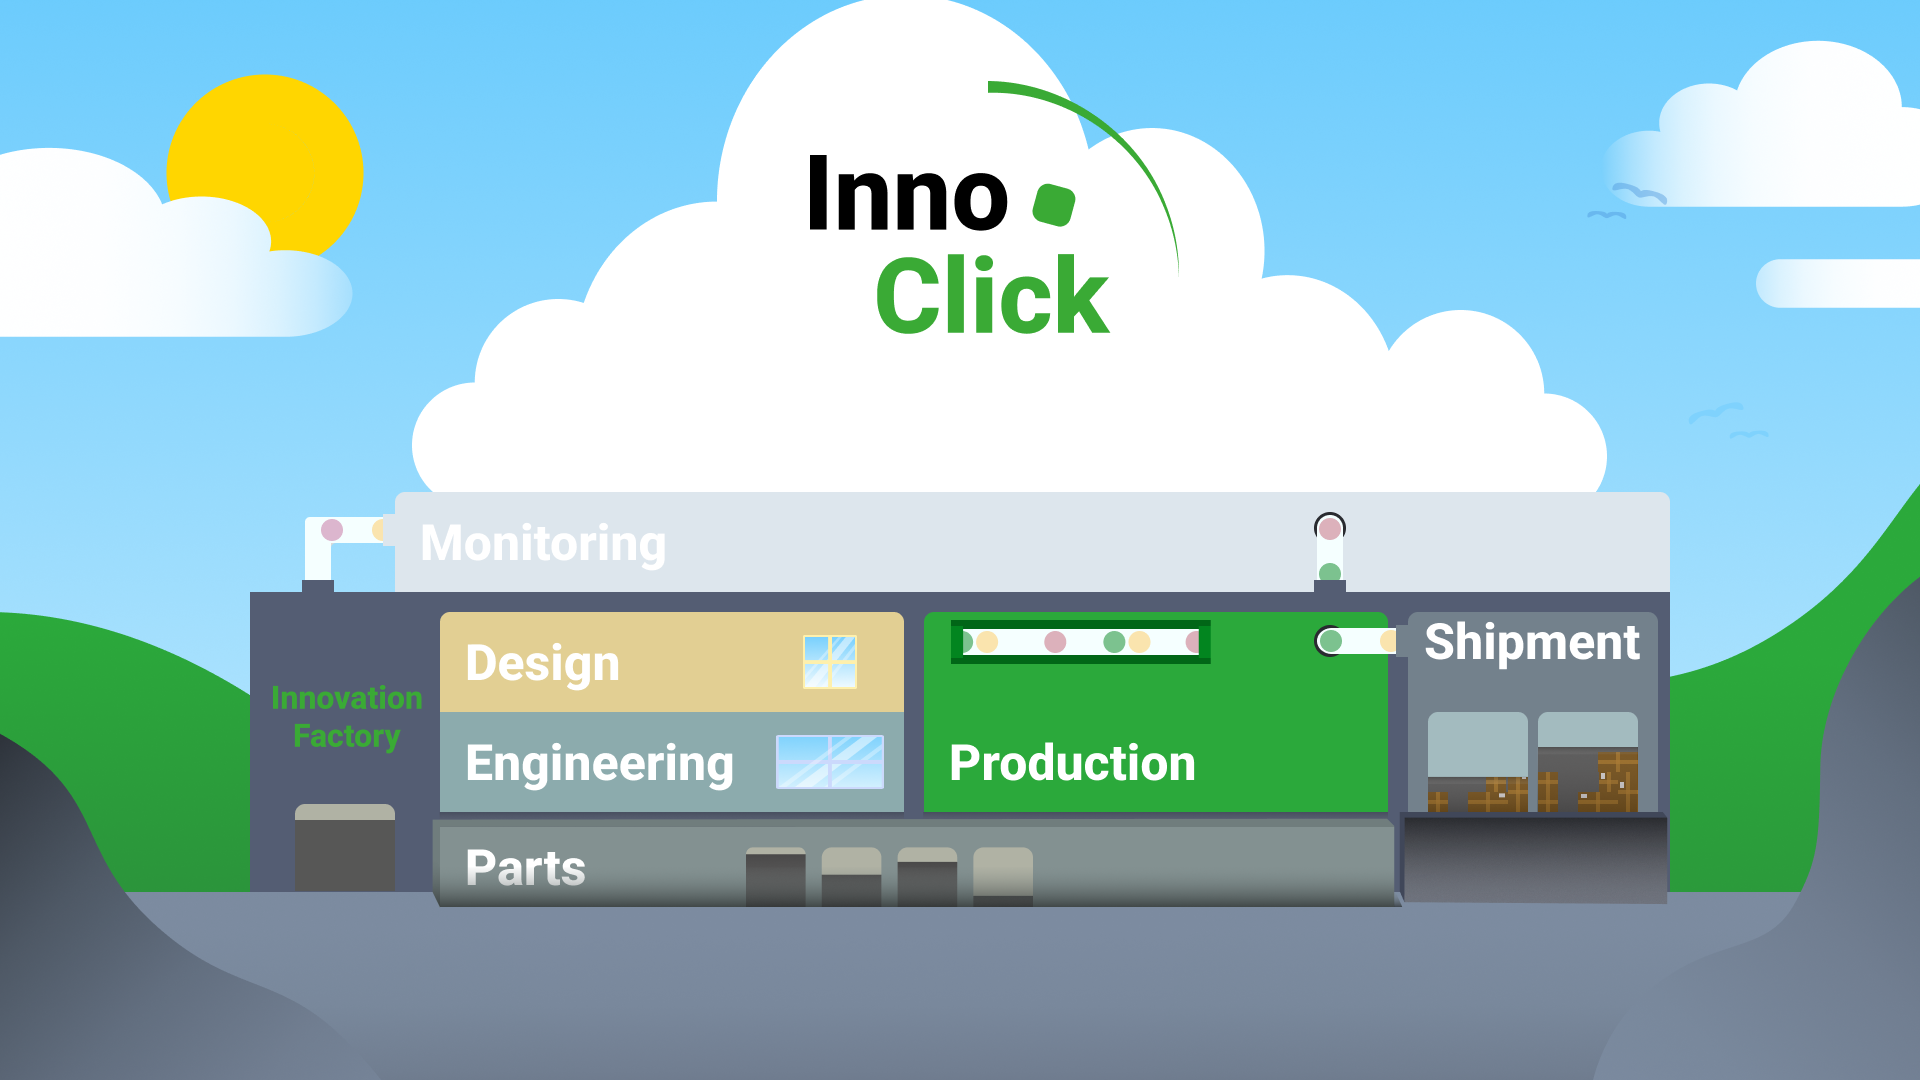 Inno
Click
Monitoring
Design
Shipment
Innovation
Factory
Engineering
Production
Parts